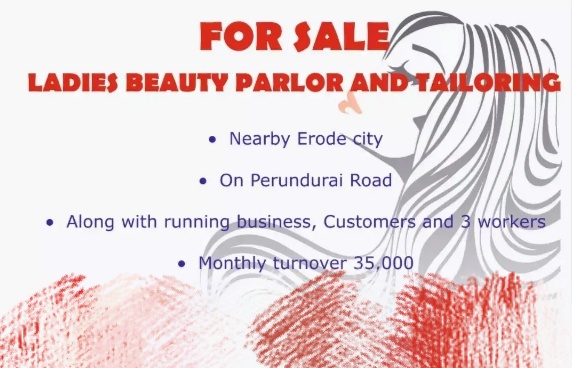 FOR SALE
LADIES BEAUTY PARLOR AND TAILORING
• Nearby Erode city
• On Perundurai Road
• Along with running business, Customers and 3 workers
• Monthly turnover 35,000